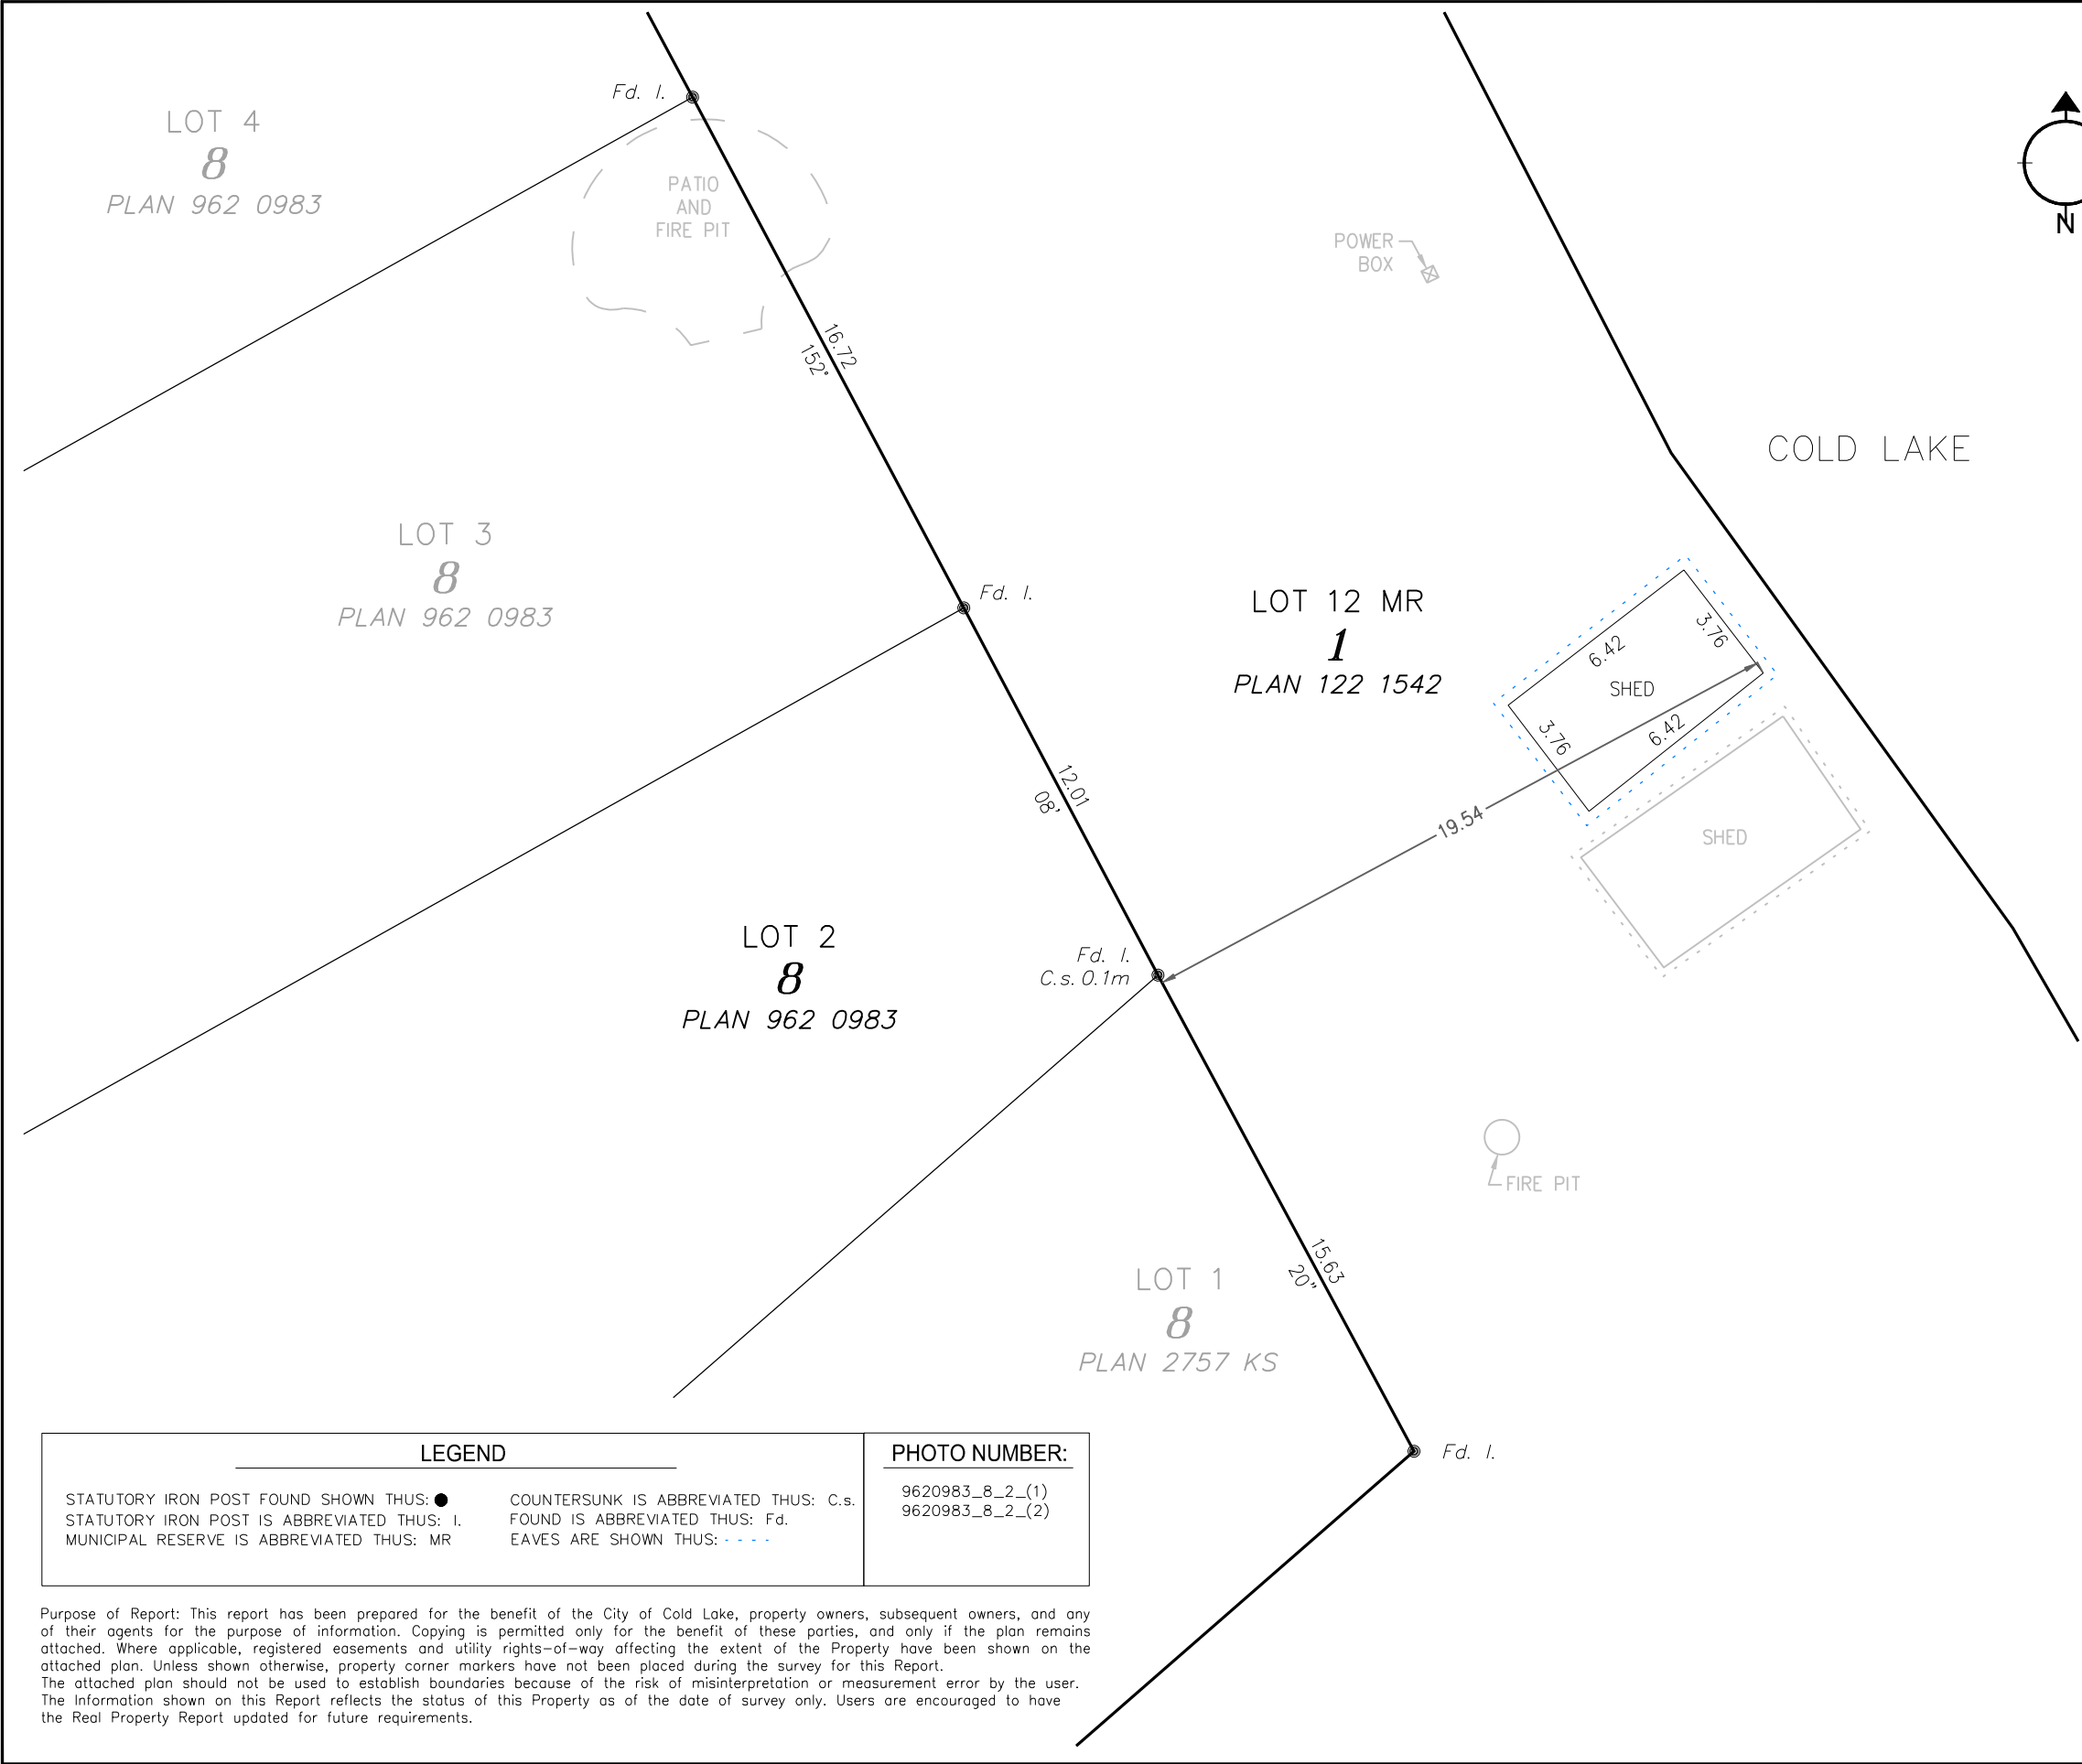 Fd. I.
LOT 4
8
PLAN 962 0983
PATIO
AND
FIRE PIT
POWER
BOX
N
16.72
152°
COLD LAKE
LOT 3
8
PLAN 962 0983
Fd. I.
LOT 12 MR
1
PLAN 122 1542
6.42
3.76
SHED
3.76
6.42
12.01
08'
19.54
SHED
LOT 2
8
PLAN 962 0983
Fd. I.
C.s. 0.1m
FIRE PIT
15.63
20"
LOT 1
8
PLAN 2757 KS
Fd. I.
LEGEND
STATUTORY IRON POST FOUND SHOWN THUS:
STATUTORY IRON POST IS ABBREVIATED THUS: I.
MUNICIPAL RESERVE IS ABBREVIATED THUS: MR
COUNTERSUNK IS ABBREVIATED THUS: C.s.
FOUND IS ABBREVIATED THUS: Fd.
EAVES ARE SHOWN THUS:
PHOTO NUMBER:
9620983_8_2_(1)
9620983_8_2_(2)
Purpose of Report: This report has been prepared for the benefit of the City of Cold Lake, property owners, subsequent owners, and any
of their agents for the purpose of information. Copying is permitted only for the benefit of these parties, and only if the plan remains
attached. Where applicable, registered easements and utility rights-of-way affecting the extent of the Property have been shown on the
attached plan. Unless shown otherwise, property corner markers have not been placed during the survey for this Report.
The attached plan should not be used to establish boundaries because of the risk of misinterpretation or measurement error by the user.
The Information shown on this Report reflects the status of this Property as of the date of survey only. Users are encouraged to have
the Real Property Report updated for future requirements.